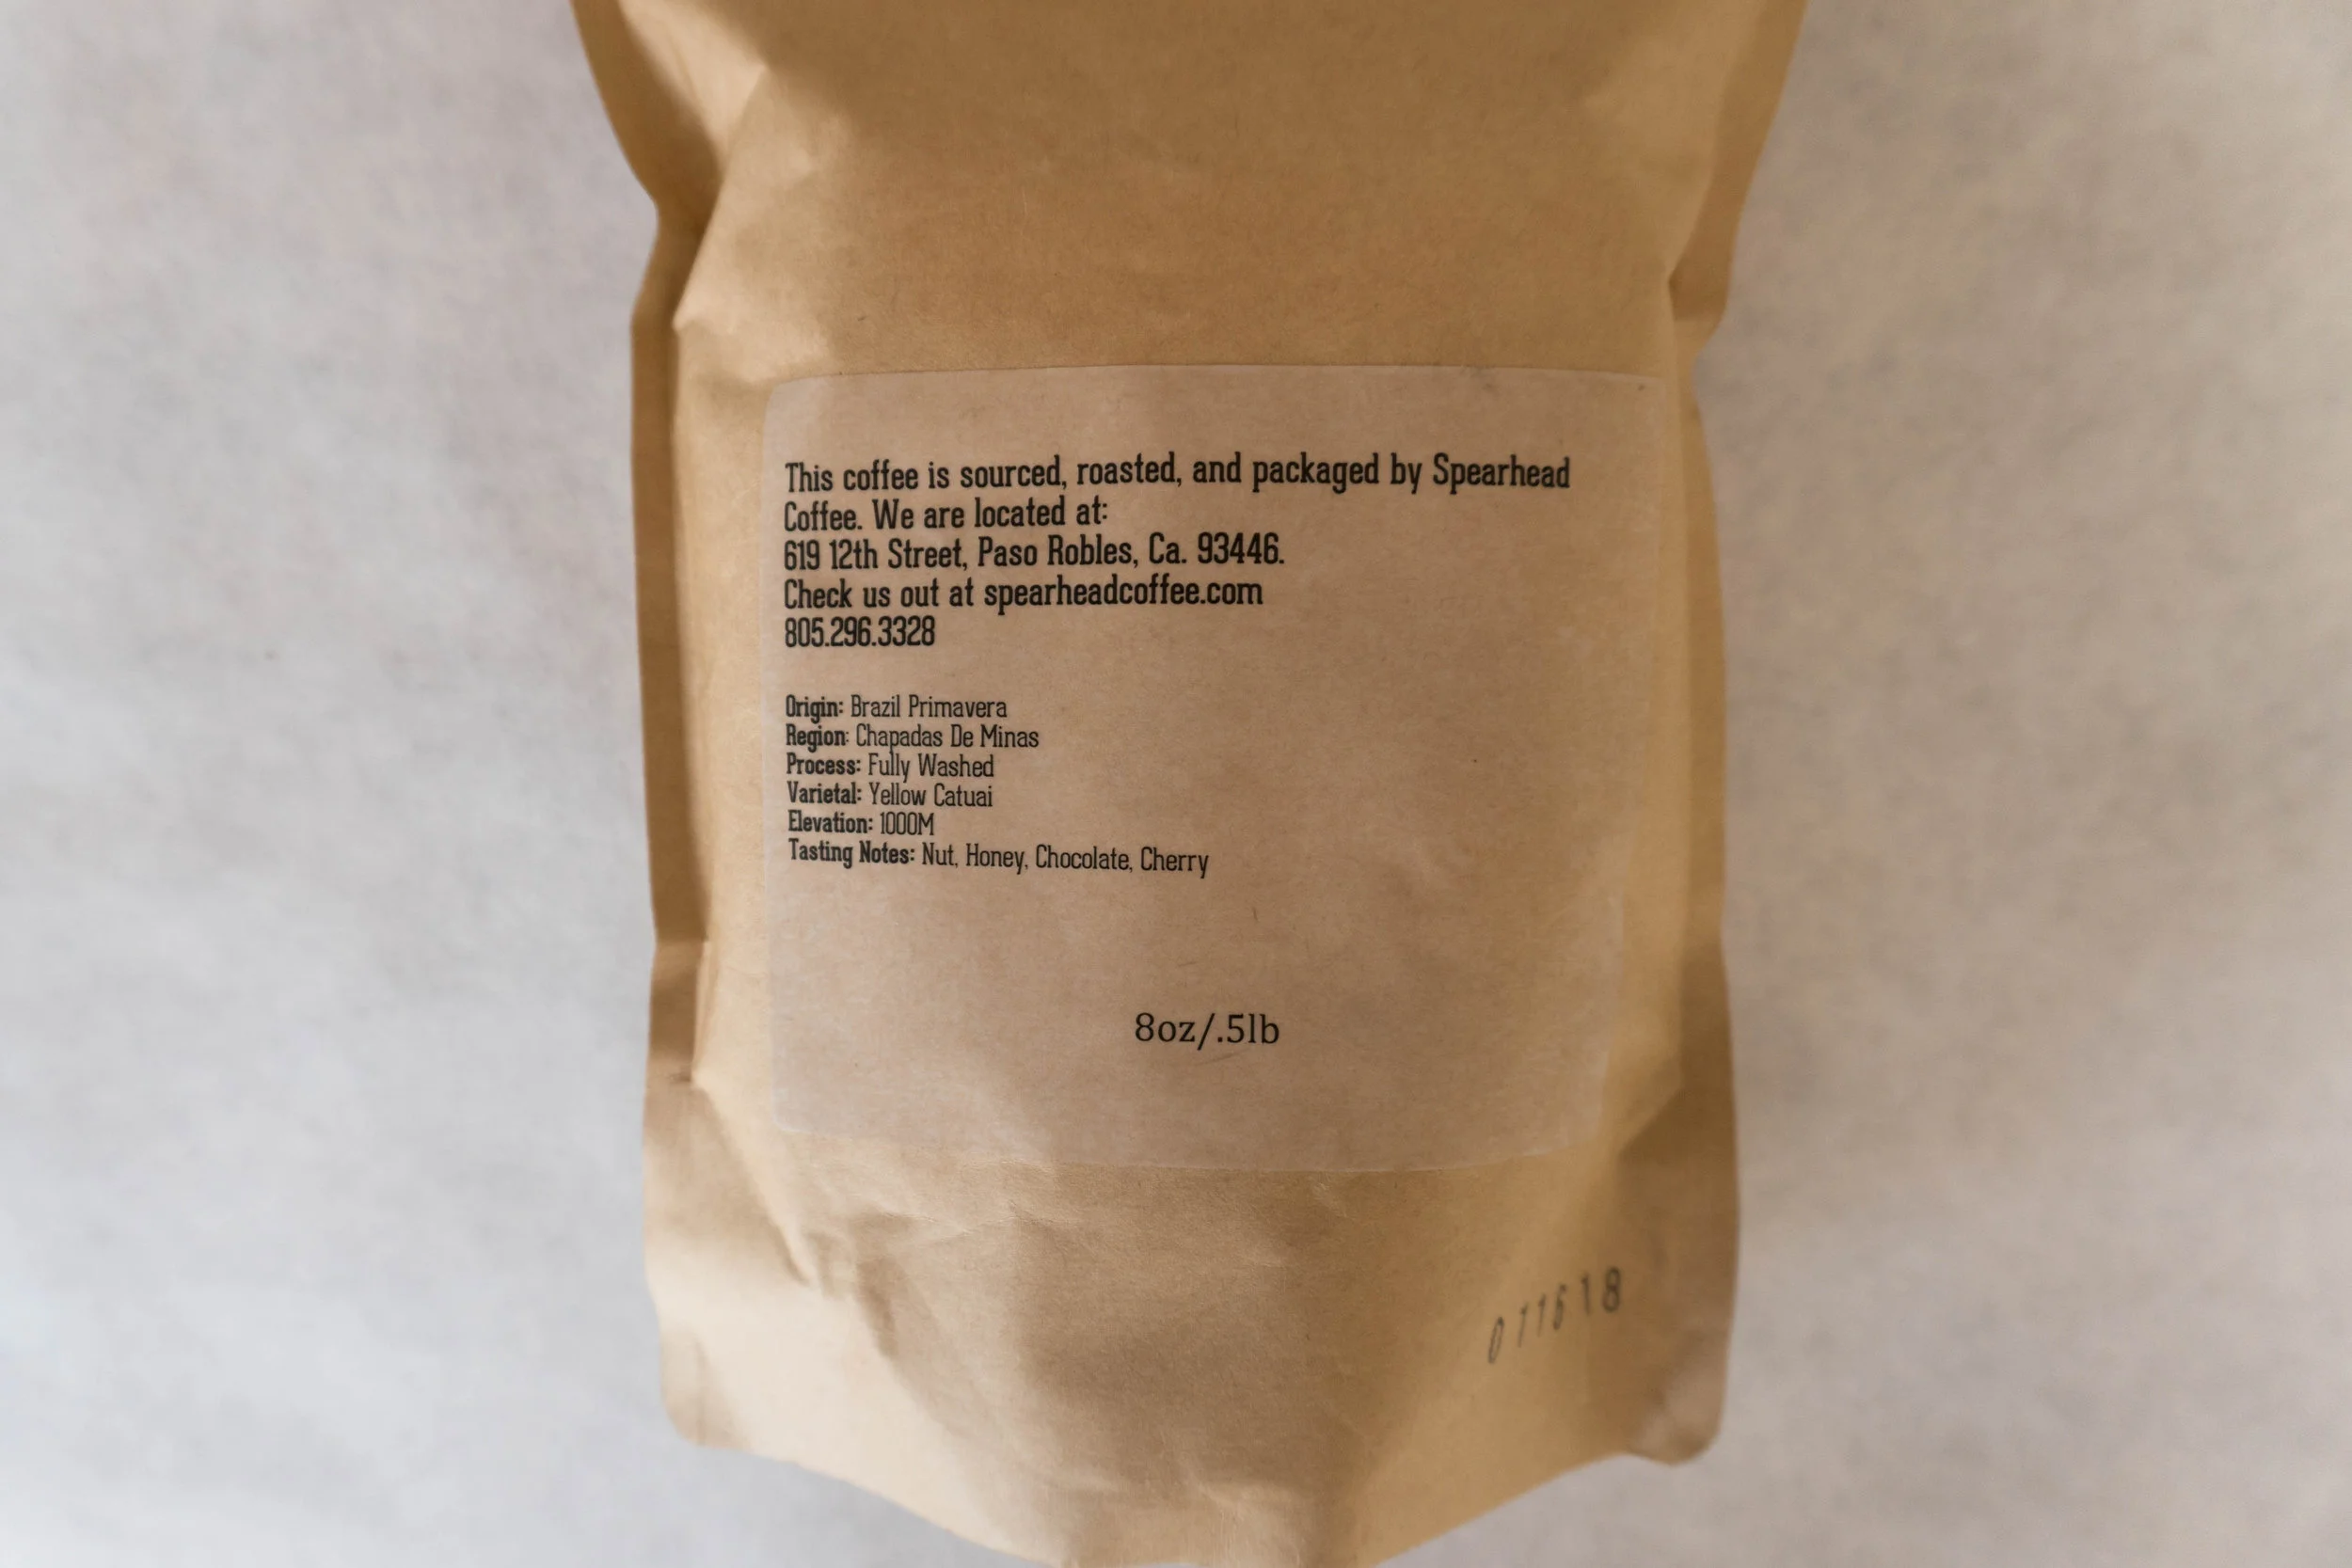 This coffee is sourced, roasted, and packaged by Spearhead
Coffee. We are located at:
619 12th Street, Paso Robles, Ca. 93446.
Check us out at spearheadcoffee.com
805.296.3328
Origin: Brazil Primavera
Region: Chapadas De Minas
Process: Fully Washed
Varietal: Yellow Catuai
Elevation: 1000M
Tasting Notes: Nut, Honey, Chocolate, Cherry
8oz/.5lb
011618